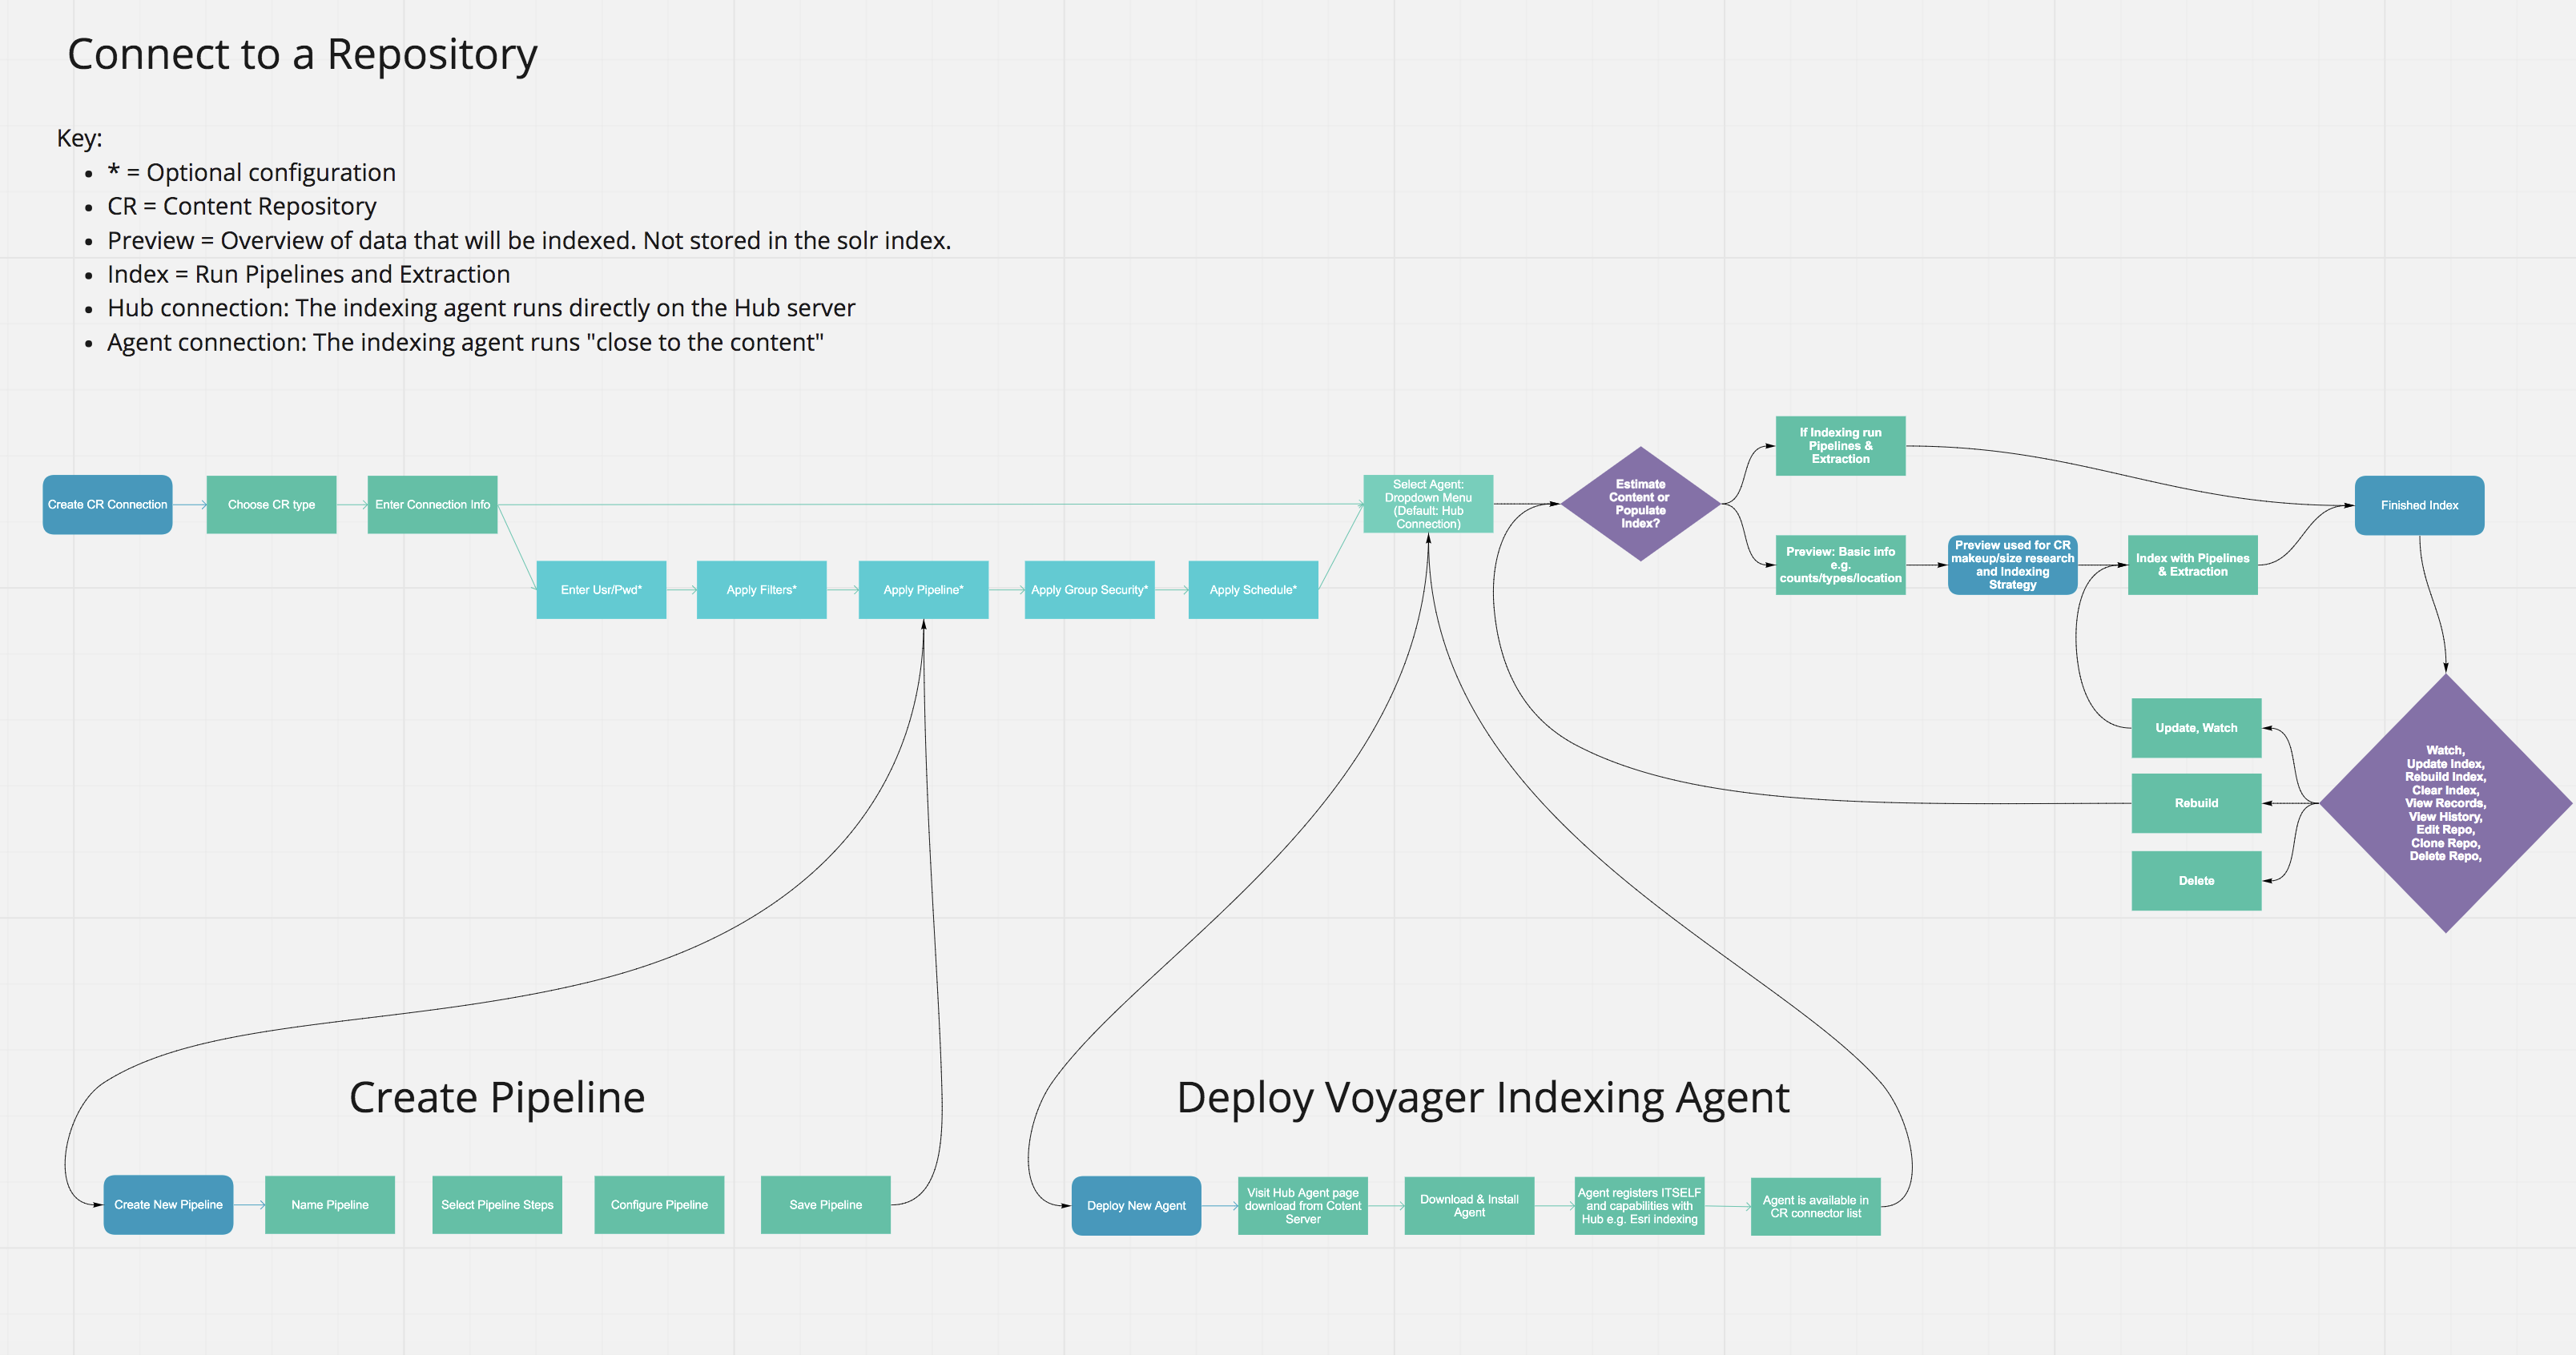 Connect to a Repository
Key:
• * = Optional configuration
• CR = Content Repository
• Preview = Overview of data that will be indexed. Not stored in the solr index.
• Index = Run Pipelines and Extraction
• Hub connection: The indexing agent runs directly on the Hub server
• Agent connection: The indexing agent runs "close to the content"
Create CR Connection
Choose CR type
Enter Connection Info
Enter Usr/Pwd*
Apply Filters*
Apply Pipeline*
Apply Group Security*
Apply Schedule*
Select Agent:
Dropdown Menu
(Default: Hub
Connection)
Estimate
Content or
Populate
Index?
If Indexing run
Pipelines &
Extraction
Preview: Basic info
e.g.
counts/types/location
Preview used for CR
makeup/size research
and Indexing
Strategy
Index with Pipelines
& Extraction
Finished Index
Watch,
Update Index,
Rebuild Index,
Clear Index,
View Records,
View History,
Edit Repo,
Clone Repo,
Delete Repo,
Update, Watch
Rebuild
Delete
Create Pipeline
Create New Pipeline
Name Pipeline
Select Pipeline Steps
Configure Pipeline
Save Pipeline
Deploy Voyager Indexing Agent
Deploy New Agent
Visit Hub Agent page
download from Cotent
Server
Download & Install
Agent
Agent registers ITSELF
and capabilities with
Hub e.g. Esri indexing
Agent is available in
CR connector list